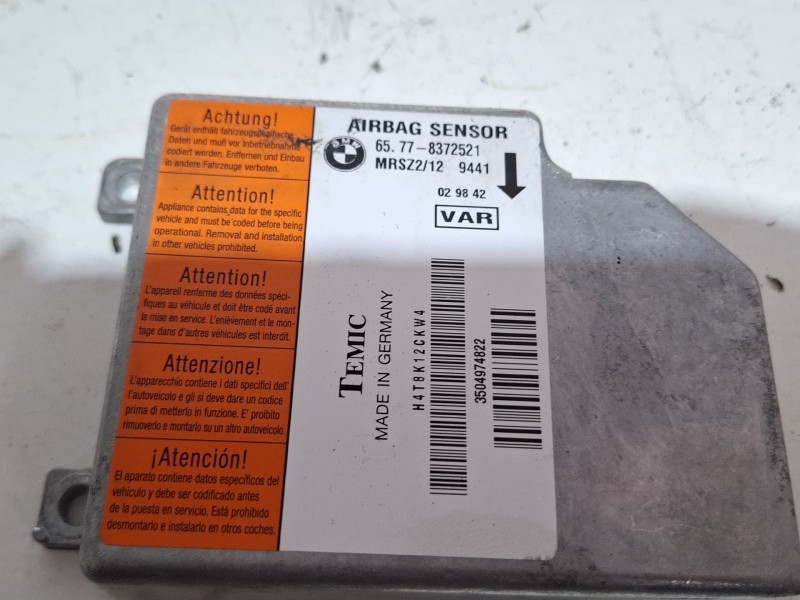 Achtung!
Gerät enthält fahrzeugspezifische
Daten und muß vor Inbetriebnahme
codiert werden. Entfernen und Einbau
in andere Fahrzeuge verboten.
Attention!
Appliance contains data for the specific
vehicle and must be coded before being
operational. Removal and installation
in other vehicles prohibited.
Attention!
L'appareil renferme des données spéci-
fiques au véhicule et doit être codé avant
la mise en service. L'enièvement et le mon-
tage dans d'autres véhicules est interdit.
Attenzione!
L'apparecchio contiene i dati specifici dell'
l'autoveicolo e gli si deve dare un codice
prima di metterlo in funzione. E' proibito
rimuoverlo e montarlo su un altro autoveicolo.
¡Atención!
El aparato contiene datos específicos del
vehículo y debe ser codificado antes
de la puesta en servicio. Está prohibido
desmontarlo e instalarlo en otros coches.
AIRBAG SENSOR
BMW
65.77-8372521
MRSZ2/12 9441
02 98 42
VAR
TEMIC
MADE IN GERMANY
H4T8K12CKW4
3504974822